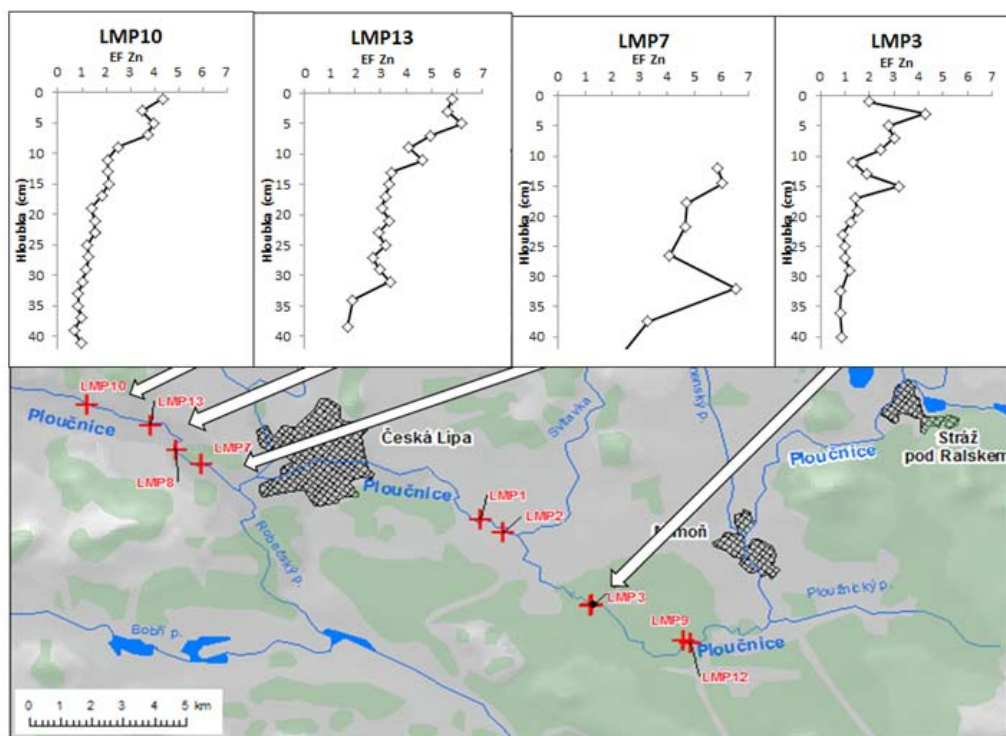 LMP10
EF Zn
0 1 2 3 4 5 6 7
Hloubka (cm)
0
5
10
15
20
25
30
35
40
LMP13
EF Zn
0 1 2 3 4 5 6 7
Hloubka (cm)
0
5
10
15
20
25
30
35
40
LMP7
EF Zn
0 1 2 3 4 5 6 7
Hloubka (cm)
0
5
10
15
20
25
30
35
40
LMP3
EF Zn
0 1 2 3 4 5 6 7
Hloubka (cm)
0
5
10
15
20
25
30
35
40
LMP10
LMP13
Ploučnice
LMP7
LMP8
Česká Lípa
Svitavka
Stráž
pod Ralskem
Ploučnice
Ploučnice
LMP1
LMP2
Robečský p.
Ploužnický p.
LMP3
LMP9
Ploučnice
LMP12
Bobří p.
0 1 2 3 4 5 km